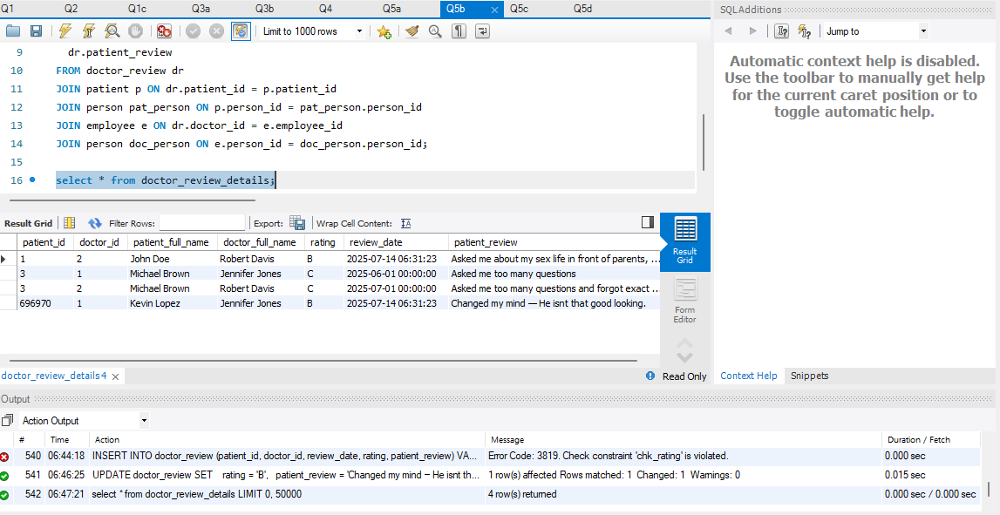 Q1 Q2 Q1c Q3a Q3b Q4 Q5a Q5b Q5c Q5d
SQLAdditions
Limit to 1000 rows
Jump to
9 dr.patient_review
10 FROM doctor_review dr
11 JOIN patient p ON dr.patient_id = p.patient_id
12 JOIN person pat_person ON p.person_id = pat_person.person_id
13 JOIN employee e ON dr.doctor_id = e.employee_id
14 JOIN person doc_person ON e.person_id = doc_person.person_id;
15
16 select * from doctor_review_details;
Automatic context help is disabled.
Use the toolbar to manually get help
for the current caret position or to
toggle automatic help.
Result Grid Filter Rows: Export: Wrap Cell Content:
patient_id doctor_id patient_full_name doctor_full_name rating review_date patient_review
1 2 John Doe Robert Davis B 2025-07-14 06:31:23 Asked me about my sex life in front of parents, ...
3 1 Michael Brown Jennifer Jones C 2025-06-01 00:00:00 Asked me too many questions
3 2 Michael Brown Robert Davis C 2025-07-01 00:00:00 Asked me too many questions and forgot exact ...
696970 1 Kevin Lopez Jennifer Jones B 2025-07-14 06:31:23 Changed my mind — He isnt that good looking.
Result
Grid
Form
Editor
doctor_review_details4
Read Only
Context Help Snippets
Output
Action Output
# Time Action Message Duration / Fetch
540 06:44:18 INSERT INTO doctor_review (patient_id, doctor_id, review_date, rating, patient_review) VA... Error Code: 3819. Check constraint 'chk_rating' is violated. 0.000 sec
541 06:46:25 UPDATE doctor_review SET rating = 'B', patient_review = 'Changed my mind – He isnt th... 1 row(s) affected Rows matched: 1 Changed: 1 Warnings: 0 0.015 sec
542 06:47:21 select * from doctor_review_details LIMIT 0, 50000 4 row(s) returned 0.000 sec / 0.000 sec